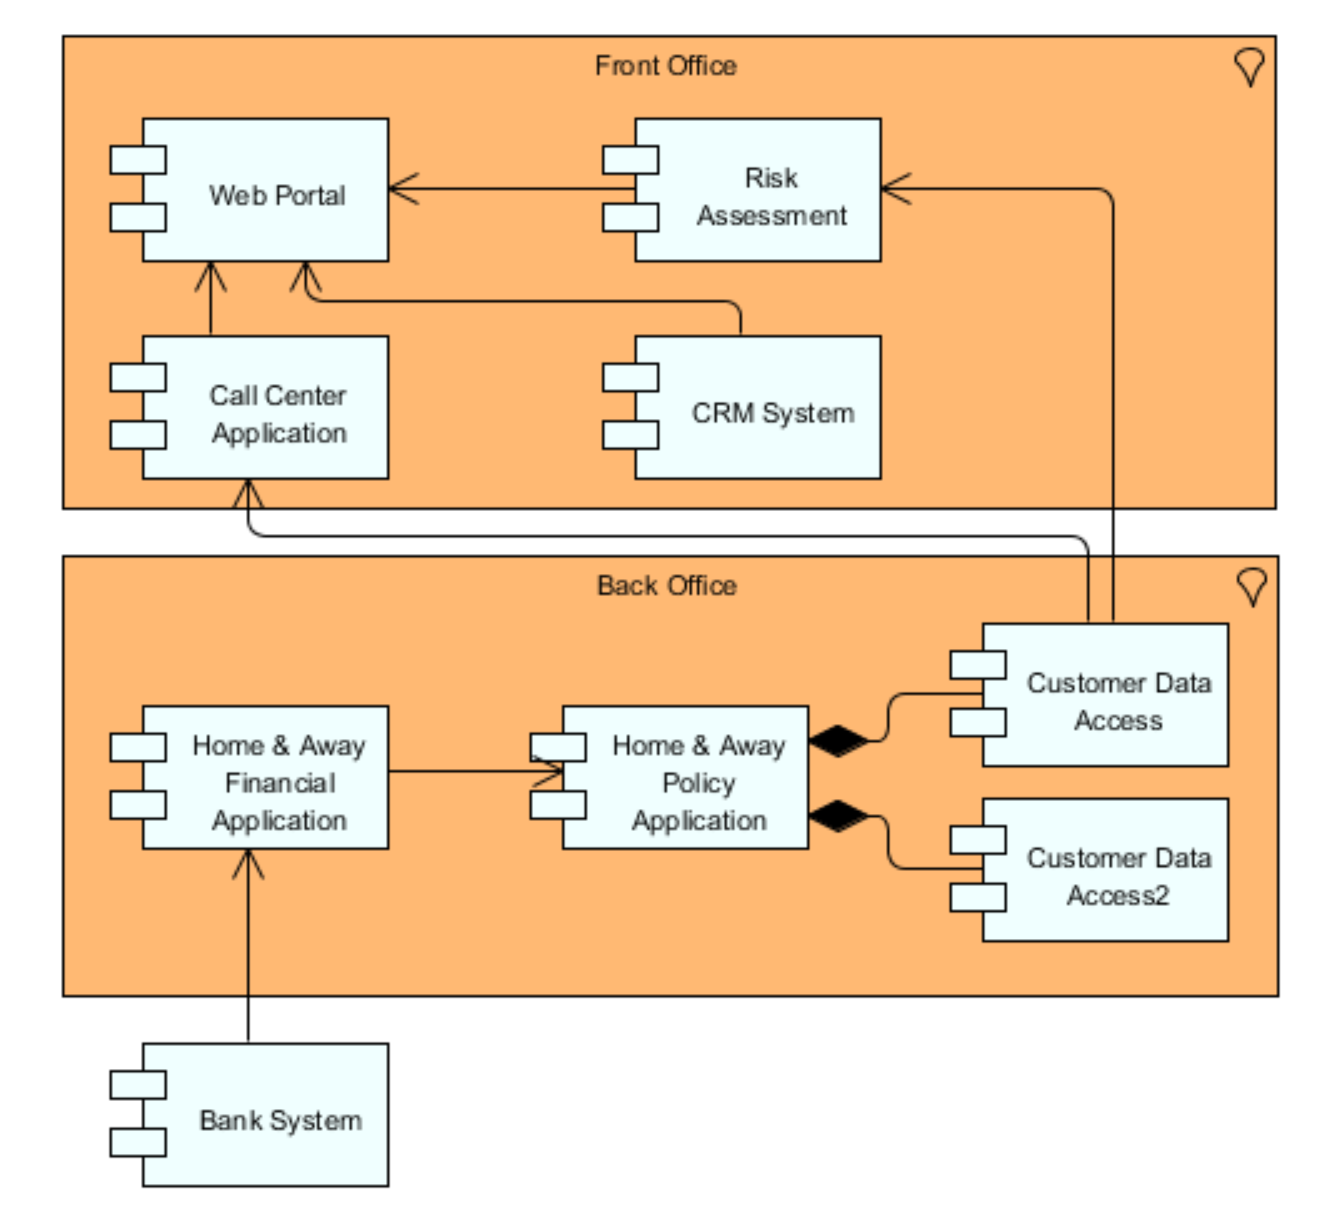 Front Office
Web Portal
Risk
Assessment
Call Center
Application
CRM System
Back Office
Home & Away
Financial
Application
Home & Away
Policy
Application
Customer Data
Access
Customer Data
Access2
Bank System